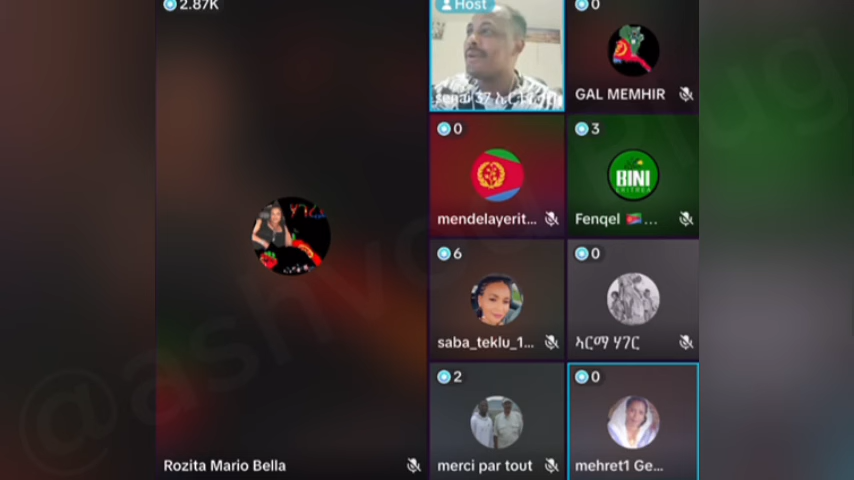 2.87K
Host
0
GAL MEMHIR
0
mendelayerit...
3
BINI
ERITREA
Fenqel 🇪🇷...
6
saba_teklu_1...
0
ኣርማ ሃገር
2
merci par tout
0
mehret1 Ge...
Rozita Mario Bella